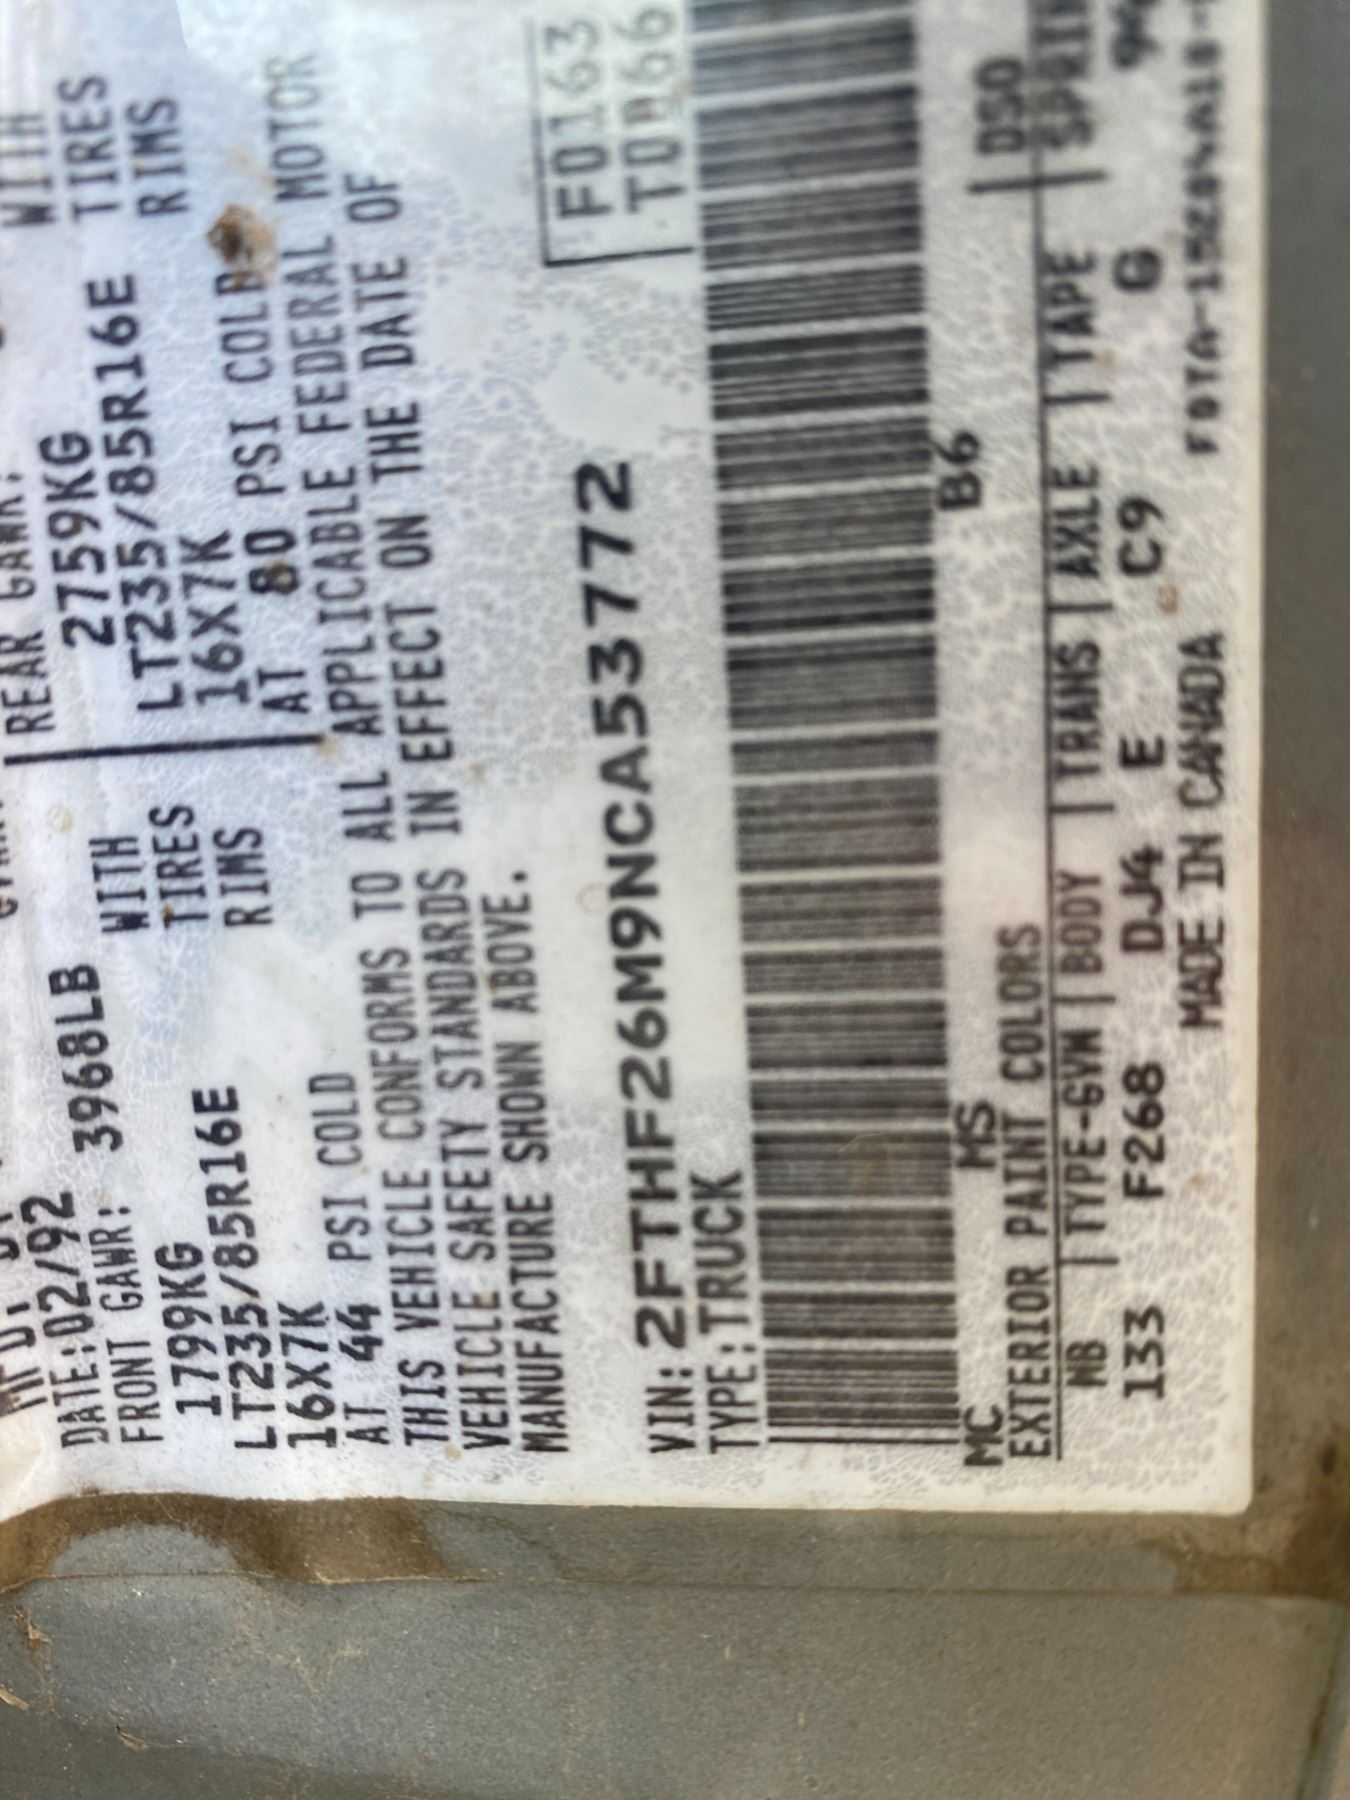 DATE:02/92
FRONT GAWR: 3968LB
WITH
1799KG
TIRES
LT235/85R16E
RIMS
16X7K
AT 44 PSI COLD
REAR GAWR:
WITH
2759KG
TIRES
LT235/85R16E
RIMS
16X7K
AT 80 PSI COLD
THIS VEHICLE CONFORMS TO ALL APPLICABLE FEDERAL MOTOR
VEHICLE SAFETY STANDARDS IN EFFECT ON THE DATE OF
MANUFACTURE SHOWN ABOVE.
F0163
VIN: 2FTHF26M9NCA53772
TYPE:TRUCK
MC MS B6
EXTERIOR PAINT COLORS DSO
WB | TYPE-GVW | BODY | TRANS | AXLE | TAPE |
133 F268 DJ4 E C9 G
MADE IN CANADA